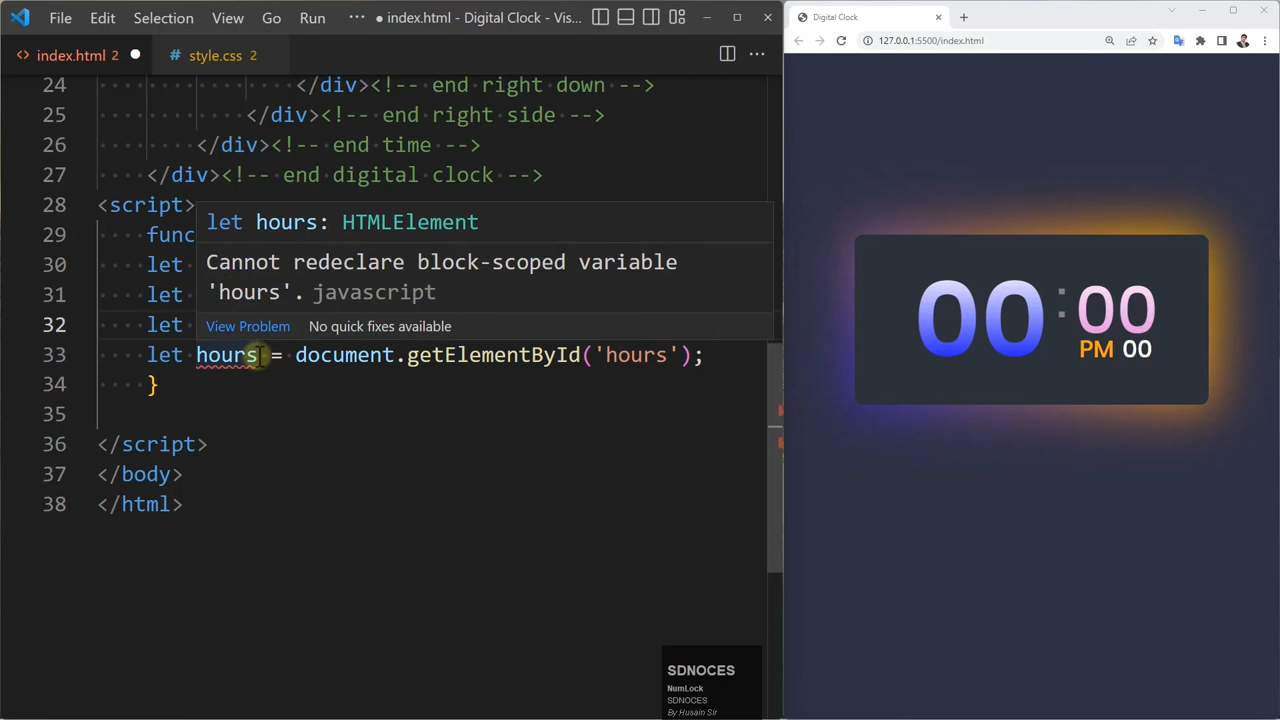 File Edit Selection View Go Run ··· ● index.html - Digital Clock - Vis...
index.html 2 ● # style.css 2 ···
Digital Clock
127.0.0.1:5500/index.html
24 </div><!-- end right down -->
25 </div><!-- end right side -->
26 </div><!-- end time -->
27 </div><!-- end digital clock -->
28 <script>
29 func
30 let
31 let
32 let
let hours: HTMLElement
Cannot redeclare block-scoped variable
'hours'. javascript
View Problem No quick fixes available
33 let hours = document.getElementById('hours');
34 }
35
36 </script>
37 </body>
38 </html>
00 : 00
PM 00
SDNOCES
NumLock
SDNOCES
By Husain Sir